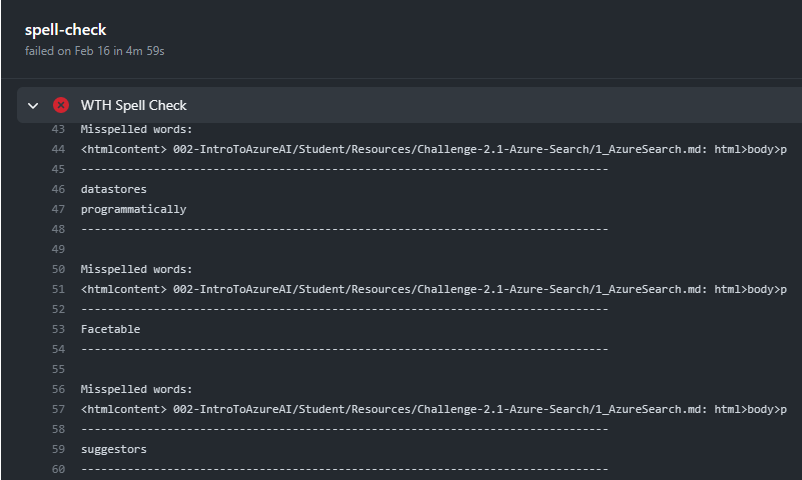 spell-check
failed on Feb 16 in 4m 59s
WTH Spell Check
43 Misspelled words:
44 <htmlcontent> 002-IntroToAzureAI/Student/Resources/Challenge-2.1-Azure-Search/1_AzureSearch.md: html>body>p
45 --------------------------------------------------------------------------------
46 datastores
47 programmatically
48 --------------------------------------------------------------------------------
49
50 Misspelled words:
51 <htmlcontent> 002-IntroToAzureAI/Student/Resources/Challenge-2.1-Azure-Search/1_AzureSearch.md: html>body>p
52 --------------------------------------------------------------------------------
53 Facetable
54 --------------------------------------------------------------------------------
55
56 Misspelled words:
57 <htmlcontent> 002-IntroToAzureAI/Student/Resources/Challenge-2.1-Azure-Search/1_AzureSearch.md: html>body>p
58 --------------------------------------------------------------------------------
59 suggestors
60 --------------------------------------------------------------------------------